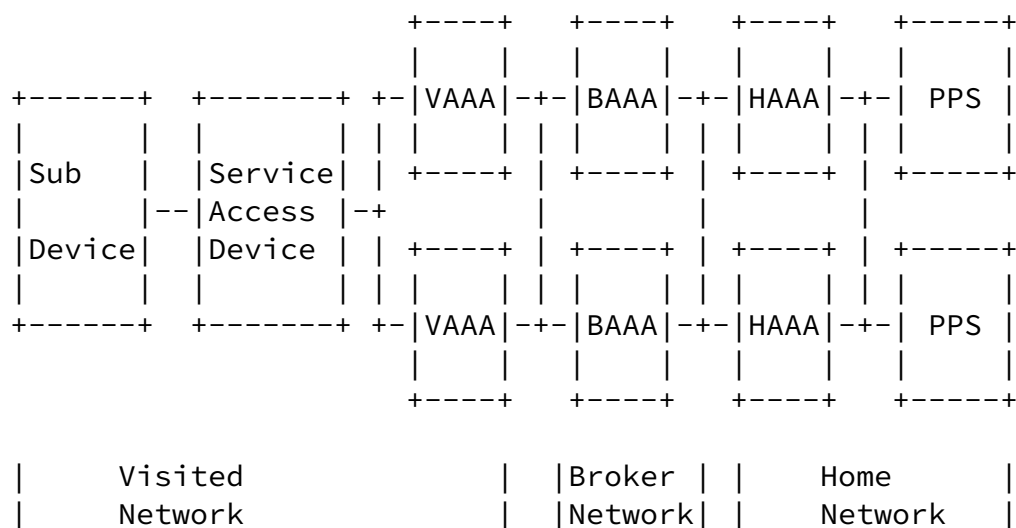 VAAA BAAA HAAA PPS
Sub Service
Access
Device Device
VAAA BAAA HAAA PPS
Visited Broker Home
Network Network Network